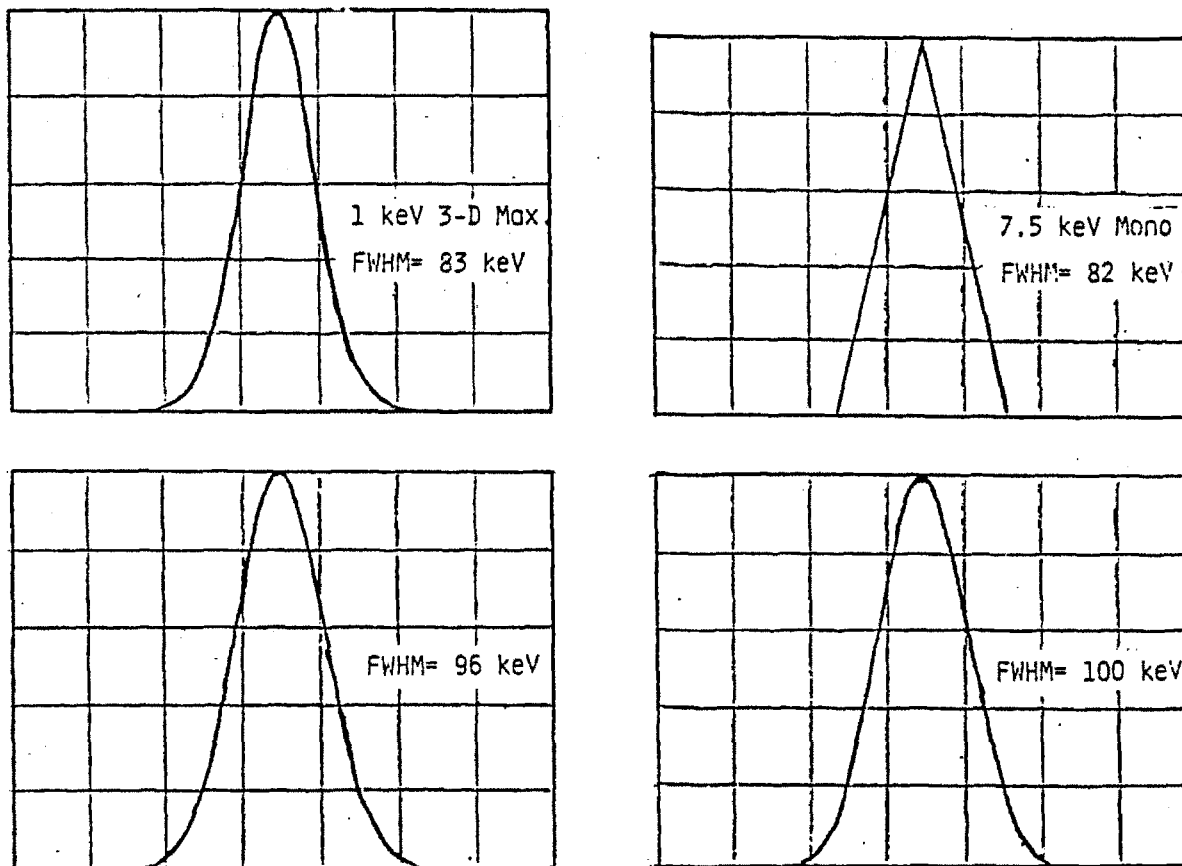 1 keV 3-D Max.
FWHM= 83 keV
7.5 keV Mono
FWHM= 82 keV
FWHM= 96 keV
FWHM= 100 keV